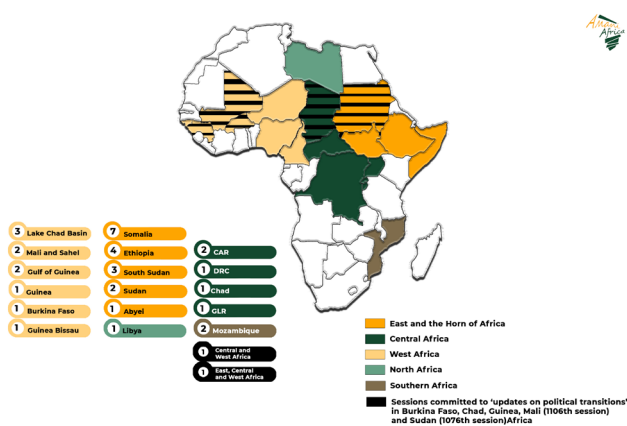 Amani
Africa
3 Lake Chad Basin
2 Mali and Sahel
2 Gulf of Guinea
1 Guinea
1 Burkina Faso
1 Guinea Bissau
7 Somalia
4 Ethiopia
3 South Sudan
2 Sudan
1 Abyei
1 Libya
2 CAR
1 DRC
1 Chad
1 GLR
2 Mozambique
1 Central and
West Africa
1 East, Central
and West Africa
East and the Horn of Africa
Central Africa
West Africa
North Africa
Southern Africa
Sessions committed to ‘updates on political transitions’
in Burkina Faso, Chad, Guinea, Mali (1106th session)
and Sudan (1076th session)Africa